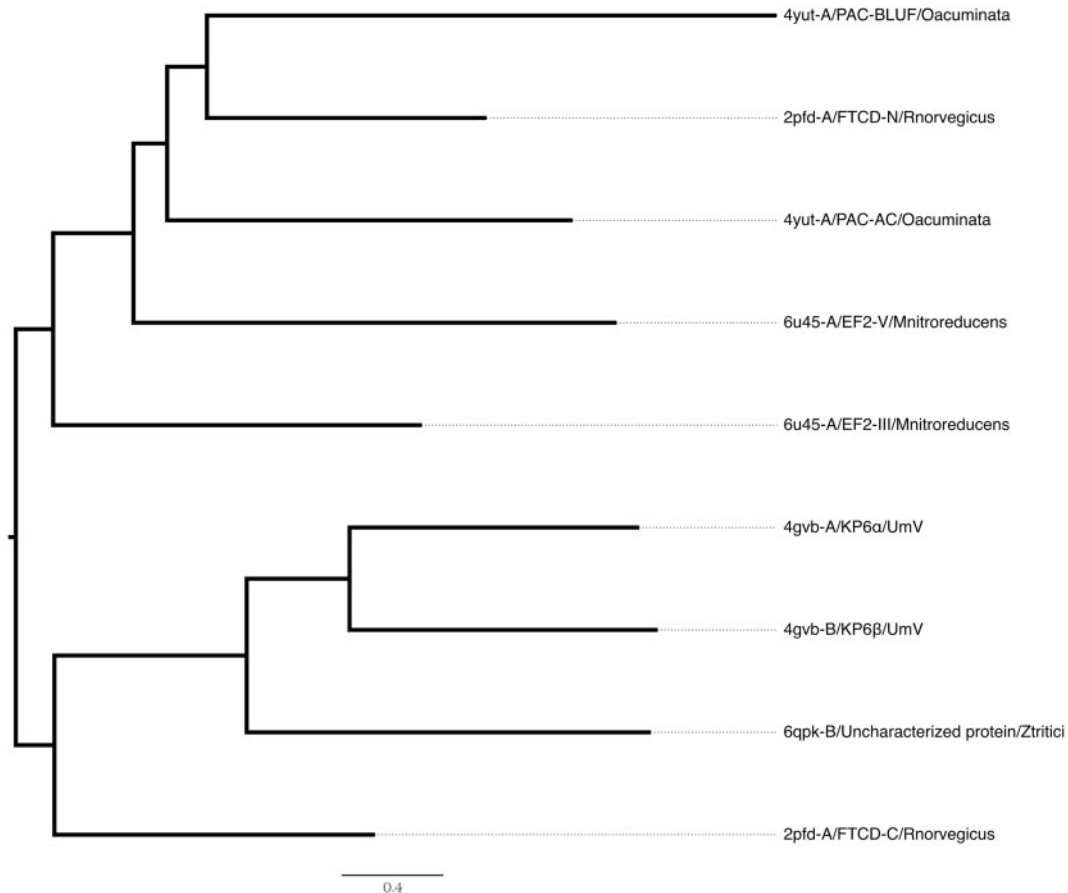 4yut-A/PAC-BLUF/Oacuminata
2pfd-A/FTCD-N/Rnorvegicus
4yut-A/PAC-AC/Oacuminata
6u45-A/EF2-V/Mnitroreducens
6u45-A/EF2-III/Mnitroreducens
4gvb-A/KP6α/UmV
4gvb-B/KP6β/UmV
6qpk-B/Uncharacterized protein/Ztritici
2pfd-A/FTCD-C/Rnorvegicus
0.4